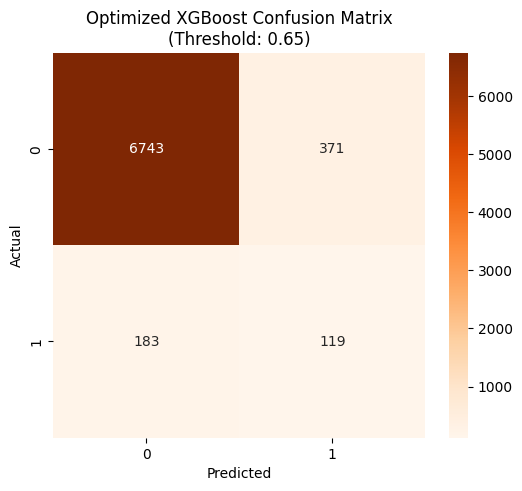 Optimized XGBoost Confusion Matrix
(Threshold: 0.65)
6743 371
183 119
0
1
Actual
0 1
Predicted
6000
5000
4000
3000
2000
1000